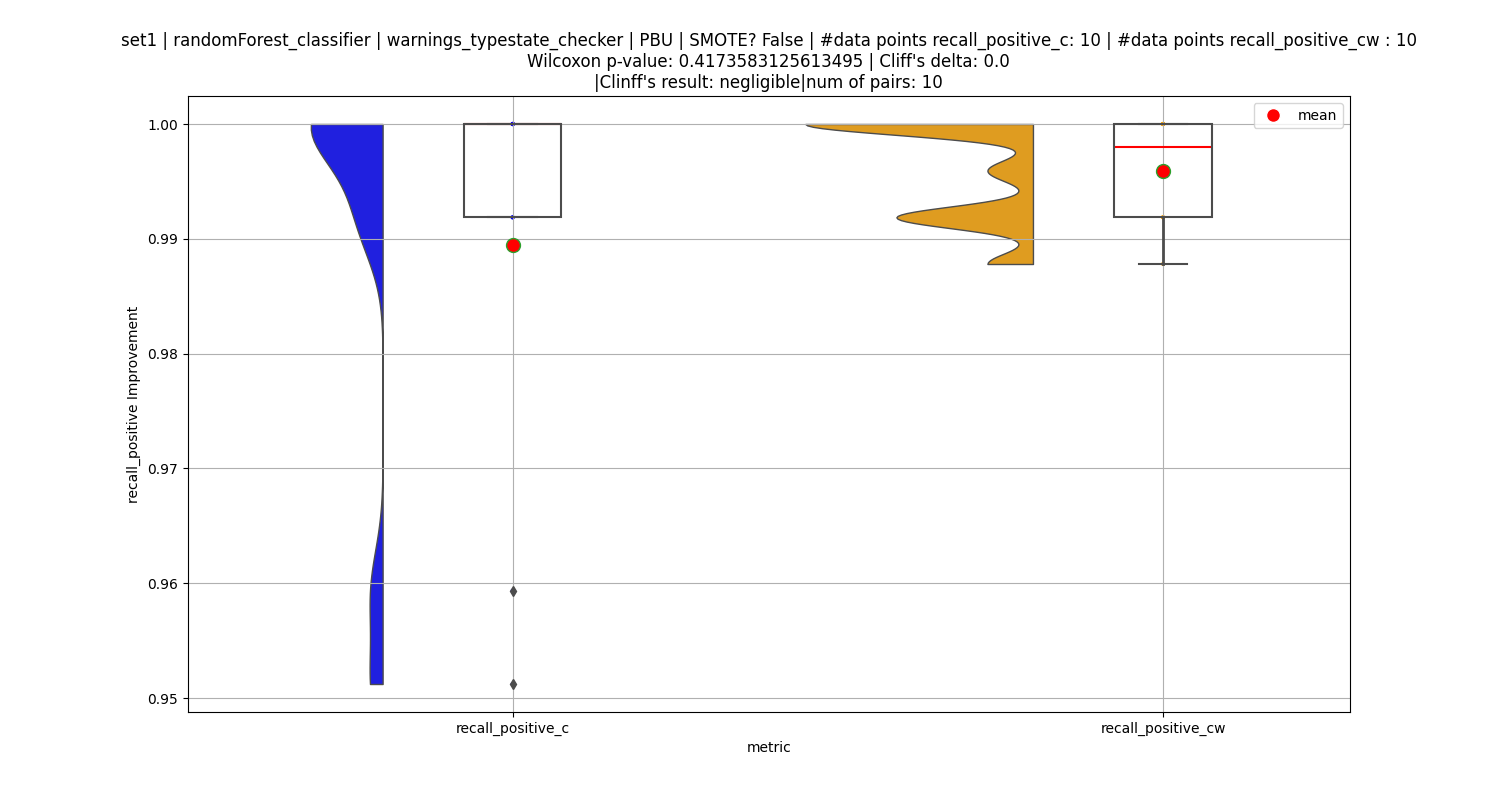 set1 | randomForest_classifier | warnings_typestate_checker | PBU | SMOTE? False | #data points recall_positive_c: 10 | #data points recall_positive_cw : 10
Wilcoxon p-value: 0.4173583125613495 | Cliff's delta: 0.0
|Clinff's result: negligible|num of pairs: 10
mean
1.00
0.99
0.98
0.97
0.96
0.95
recall_positive Improvement
recall_positive_c
recall_positive_cw
metric